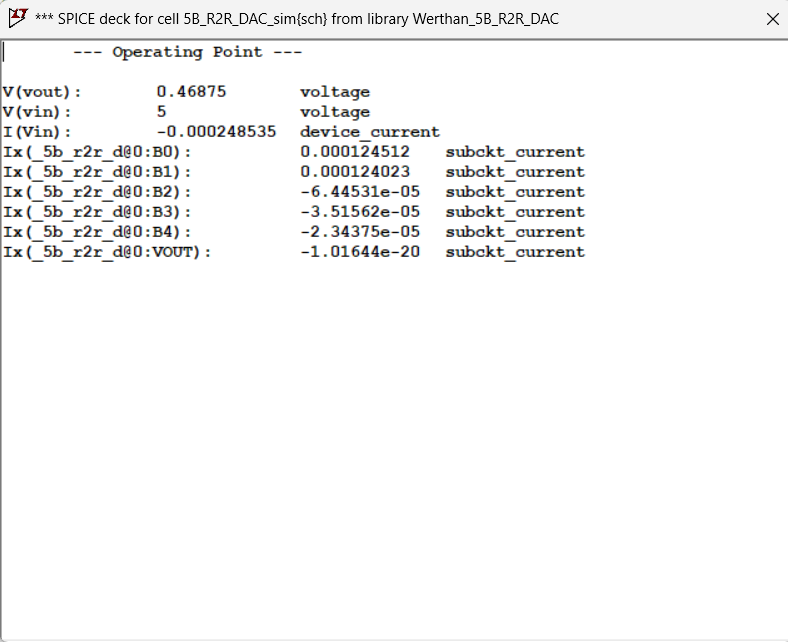 *** SPICE deck for cell 5B_R2R_DAC_sim{sch} from library Werthan_5B_R2R_DAC
--- Operating Point ---
V(vout): 0.46875 voltage
V(vin): 5 voltage
I(Vin): -0.000248535 device_current
Ix(_5b_r2r_d@0:B0): 0.000124512 subckt_current
Ix(_5b_r2r_d@0:B1): 0.000124023 subckt_current
Ix(_5b_r2r_d@0:B2): -6.44531e-05 subckt_current
Ix(_5b_r2r_d@0:B3): -3.51562e-05 subckt_current
Ix(_5b_r2r_d@0:B4): -2.34375e-05 subckt_current
Ix(_5b_r2r_d@0:VOUT): -1.01644e-20 subckt_current